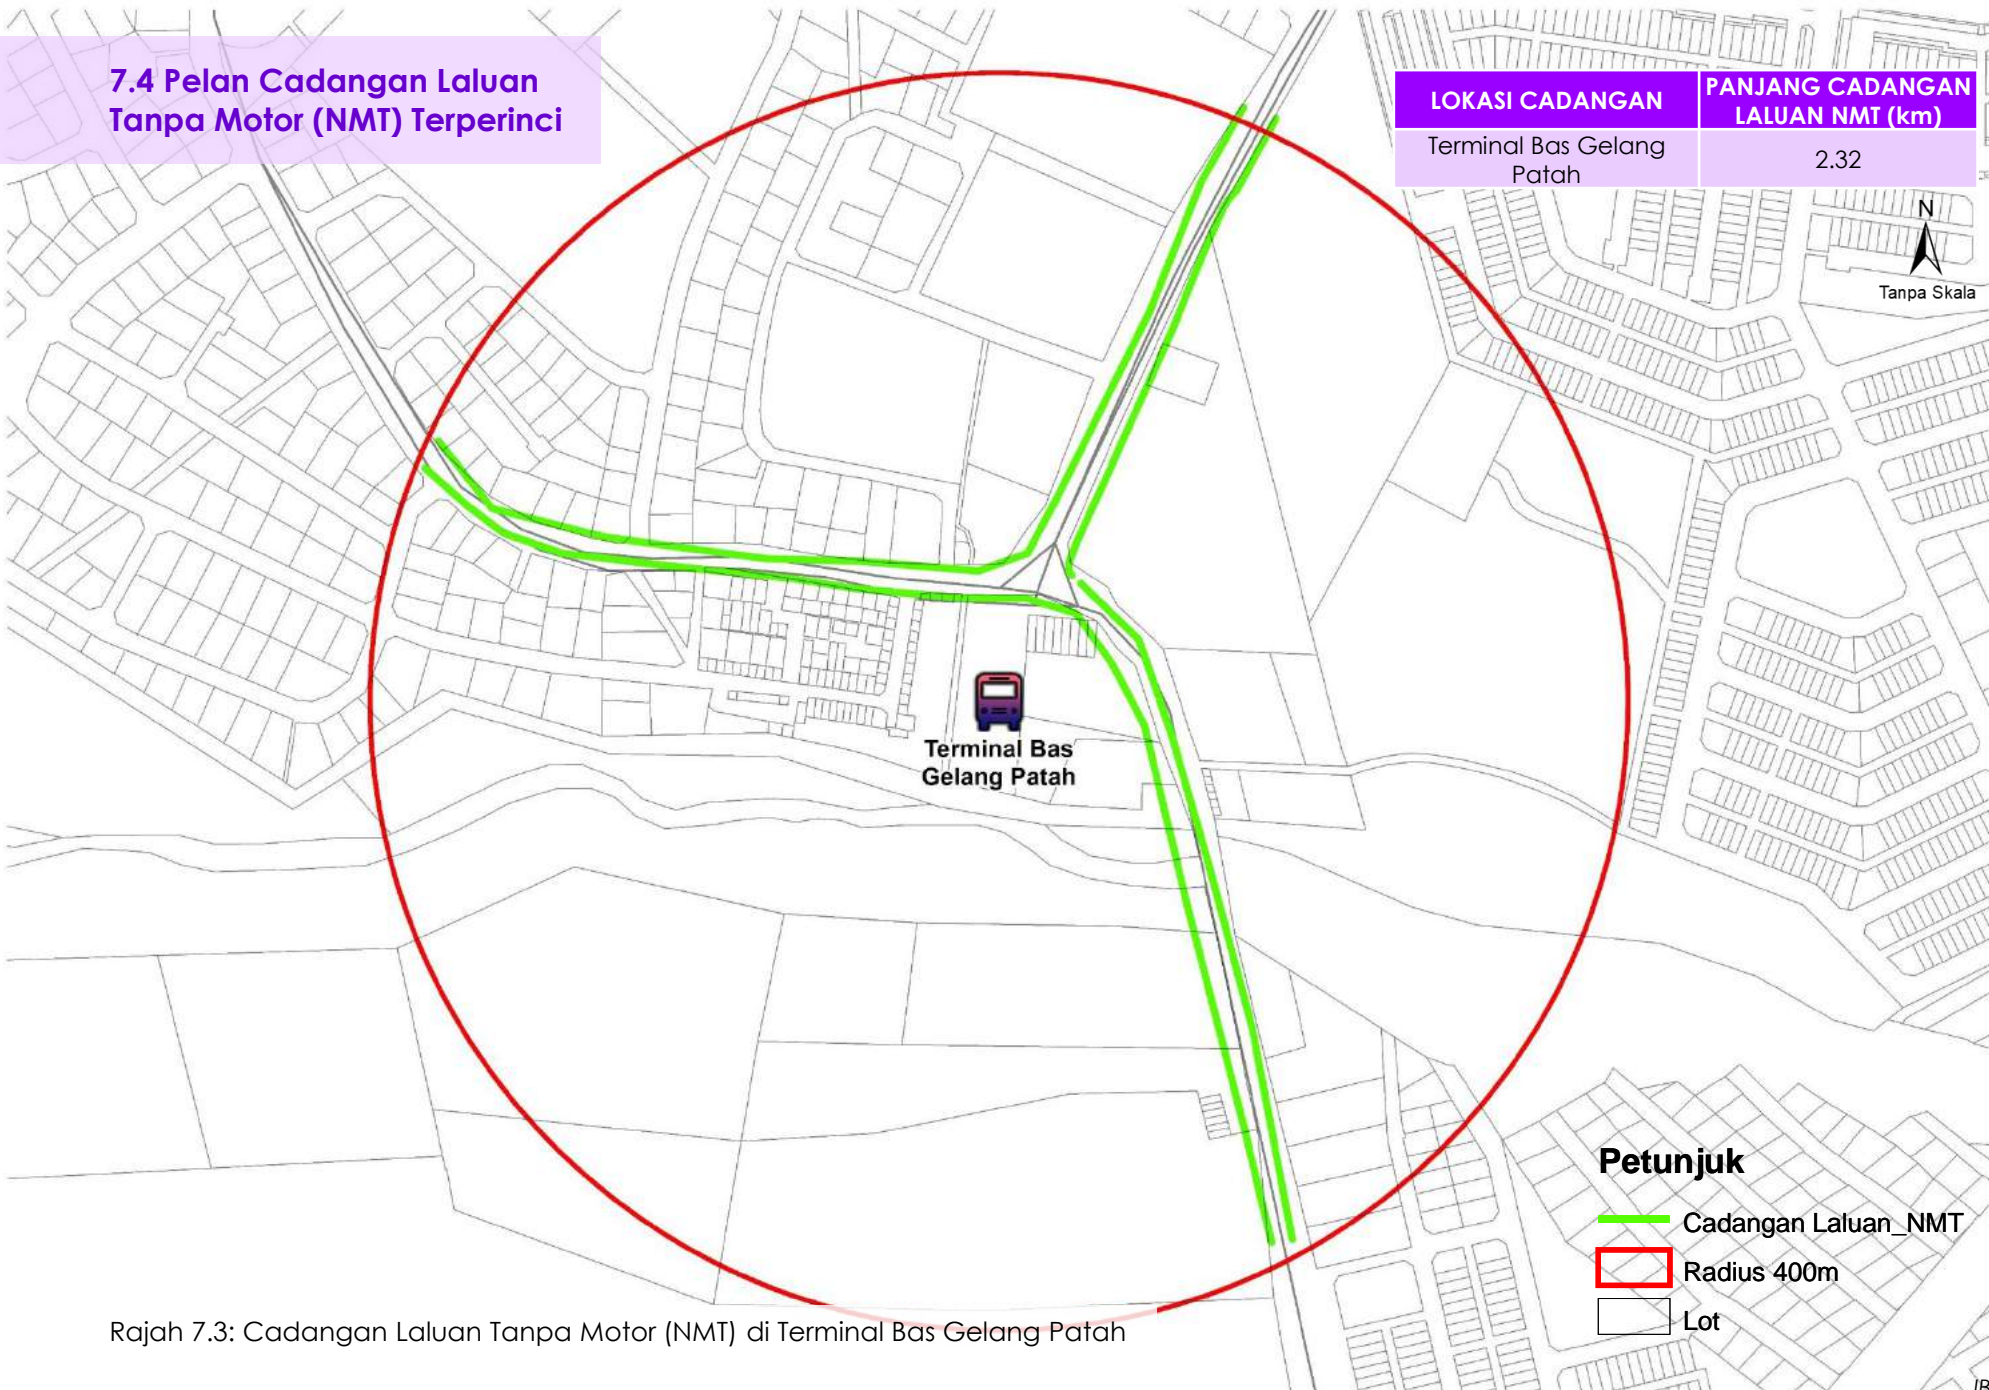 7.4 Pelan Cadangan Laluan
Tanpa Motor (NMT) Terperinci
LOKASI CADANGAN
PANJANG CADANGAN
LALUAN NMT (km)
Terminal Bas Gelang
Patah
2.32
N
Tanpa Skala
Terminal Bas
Gelang Patah
Petunjuk
Cadangan Laluan_NMT
Radius 400m
Lot
Rajah 7.3: Cadangan Laluan Tanpa Motor (NMT) di Terminal Bas Gelang Patah